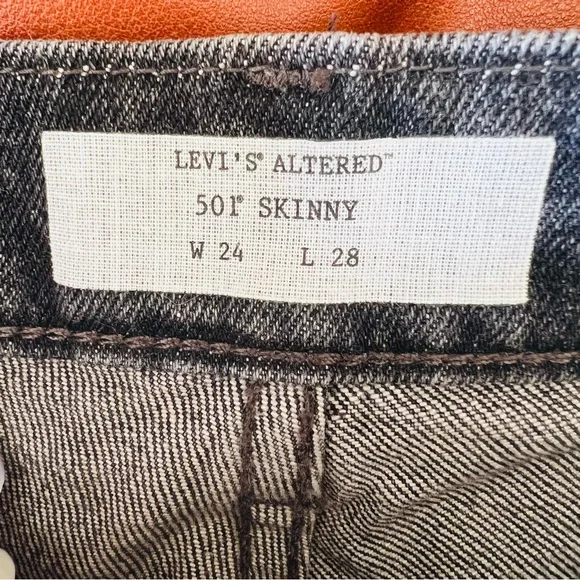 LEVI'S® ALTERED™
501® SKINNY
W 24 L 28